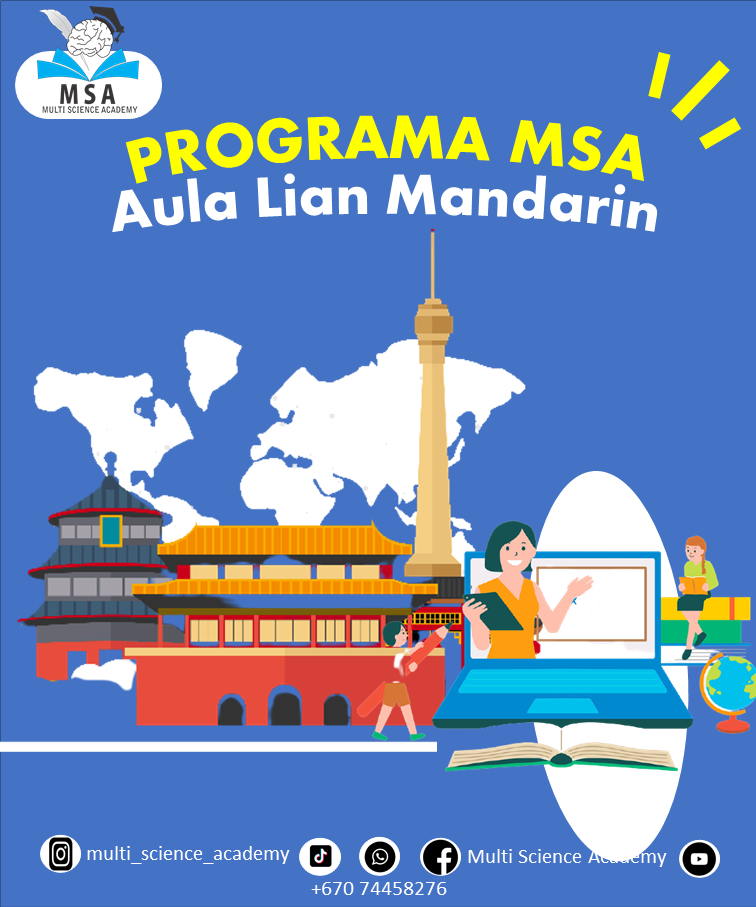 MSA
MULTI SCIENCE ACADEMY
PROGRAMA MSA
Aula Lian Mandarin
multi_science_academy
Multi Science Academy
+670 74458276